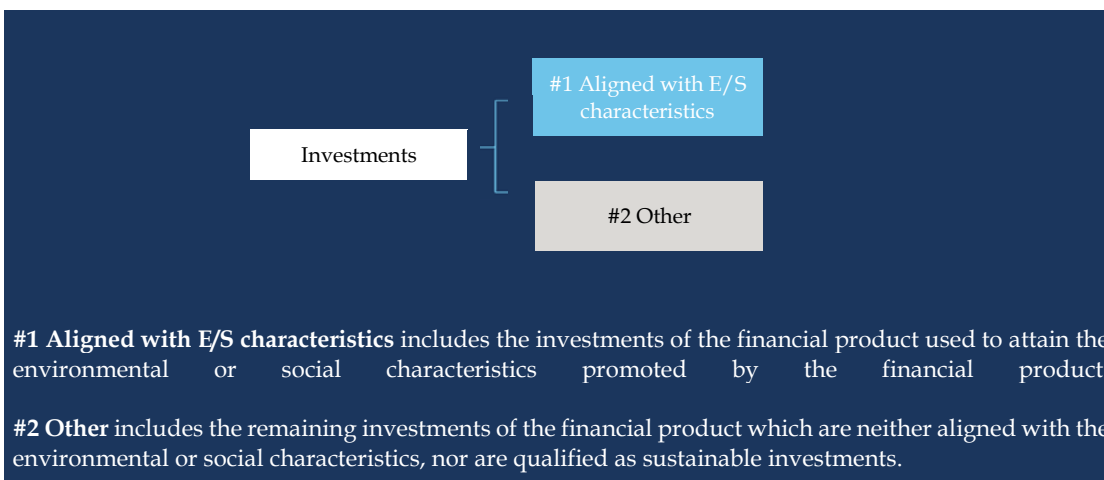 #1 Aligned with E/S
characteristics
Investments
#2 Other
#1 Aligned with E/S characteristics includes the investments of the financial product used to attain the
environmental or social characteristics promoted by the financial product
#2 Other includes the remaining investments of the financial product which are neither aligned with the
environmental or social characteristics, nor are qualified as sustainable investments.